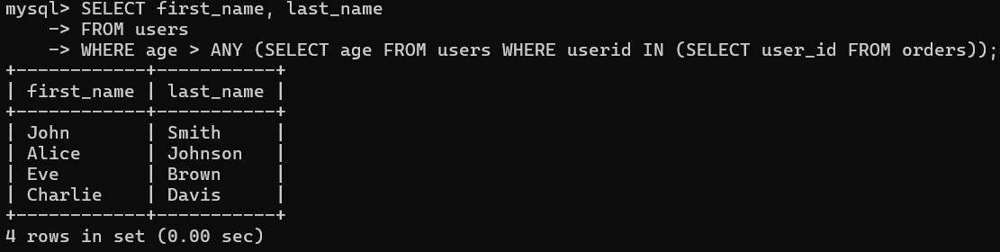 mysql> SELECT first_name, last_name
    -> FROM users
    -> WHERE age > ANY (SELECT age FROM users WHERE userid IN (SELECT user_id FROM orders));
+------------+-----------+
| first_name | last_name |
+------------+-----------+
| John       | Smith     |
| Alice      | Johnson   |
| Eve        | Brown     |
| Charlie    | Davis     |
+------------+-----------+
4 rows in set (0.00 sec)